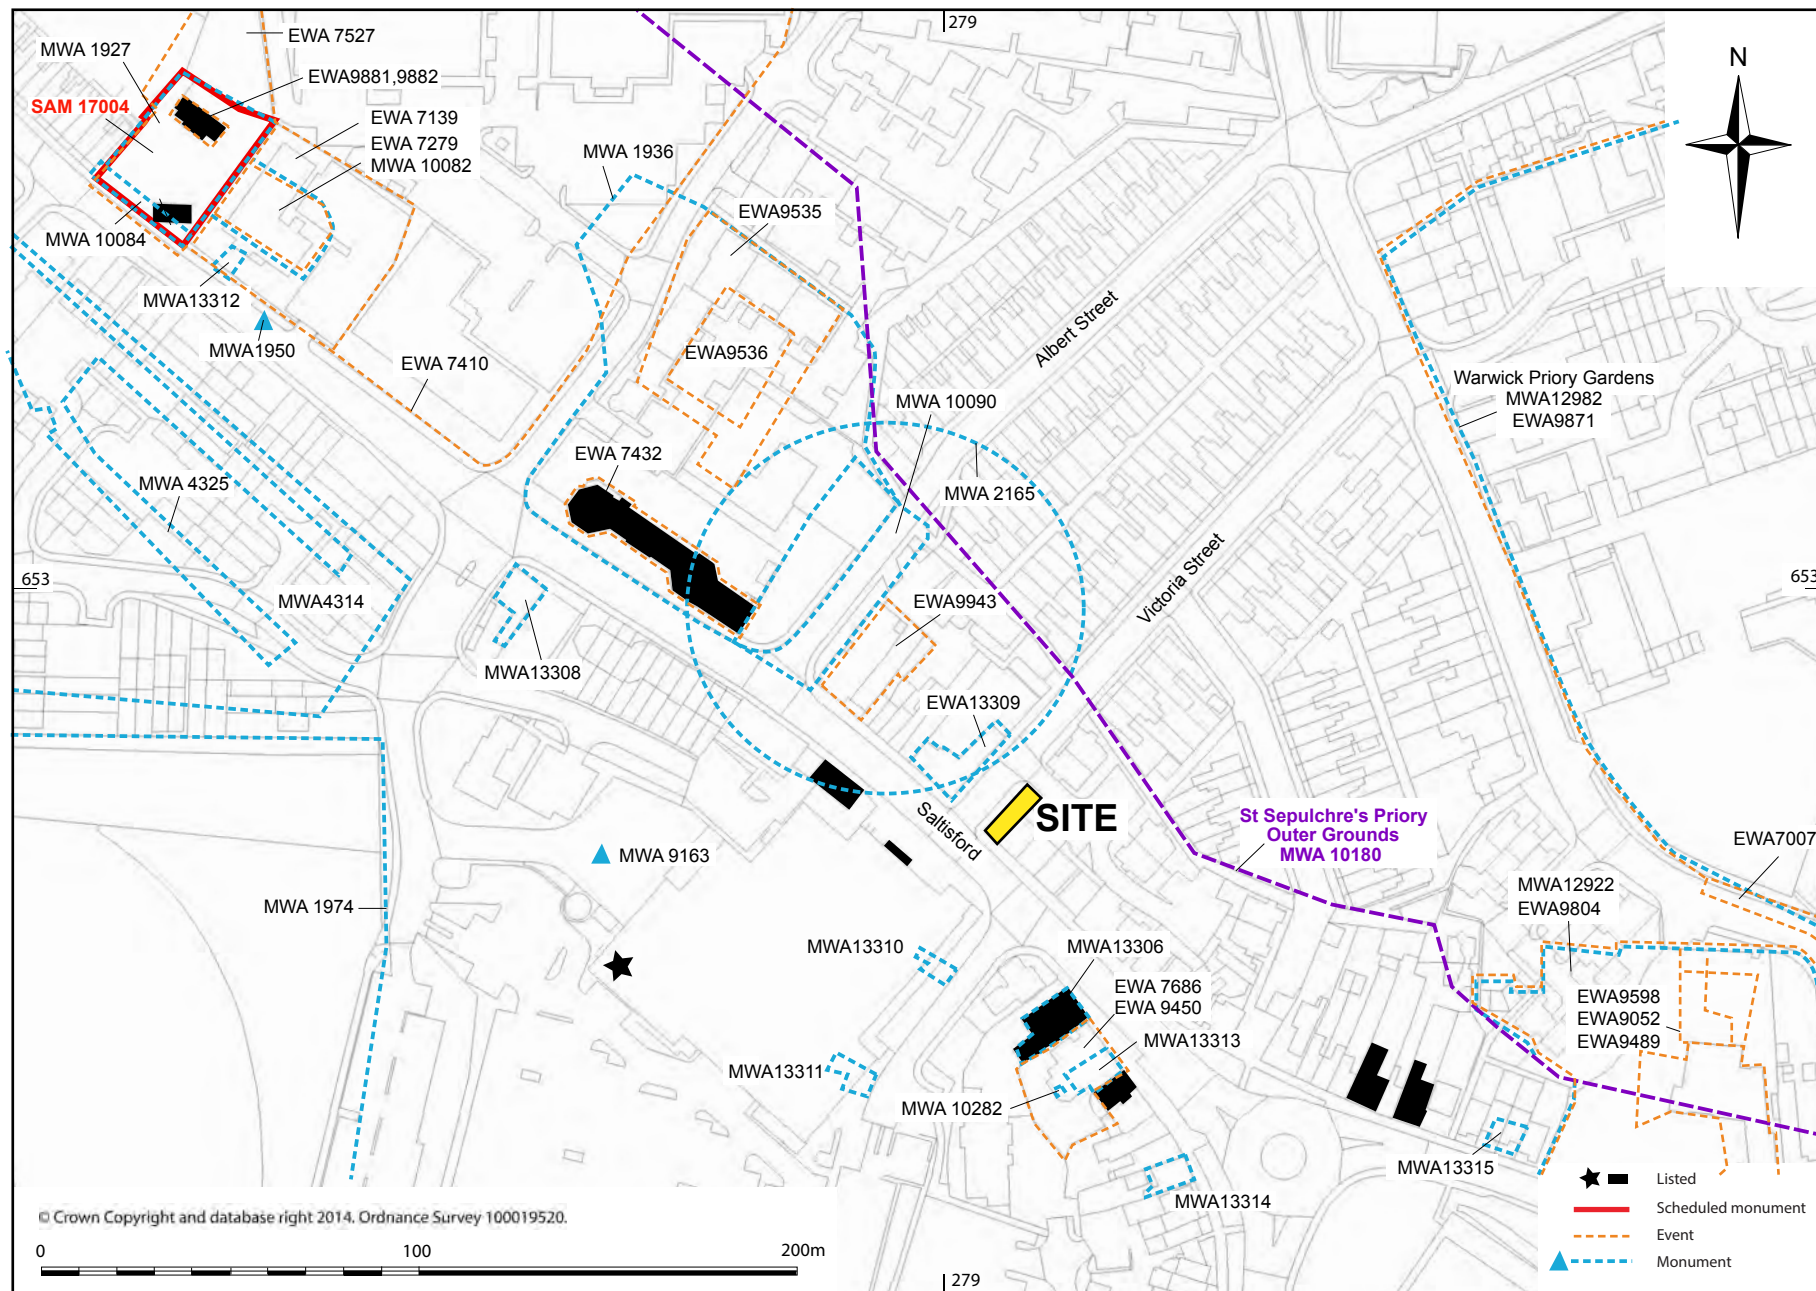 279
N
EWA 7527
MWA 1927
EWA9881,9882
SAM 17004
EWA 7139
EWA 7279
MWA 10082
MWA 1936
EWA9535
MWA 10084
MWA13312
MWA1950
EWA9536
EWA 7410
Albert Street
Warwick Priory Gardens
MWA12982
EWA9871
MWA 10090
EWA 7432
MWA 4325
MWA 2165
653
653
Victoria Street
MWA4314
EWA9943
MWA13308
EWA13309
Saltisford
SITE
St Sepulchre's Priory
Outer Grounds
MWA 10180
EWA7007
MWA 9163
MWA12922
EWA9804
MWA 1974
MWA13310
MWA13306
EWA 7686
EWA 9450
EWA9598
EWA9052
EWA9489
MWA13313
MWA13311
MWA 10282
MWA13315
MWA13314
Listed
Scheduled monument
Event
Monument
© Crown Copyright and database right 2014. Ordnance Survey 100019520.
0 100 200m
279